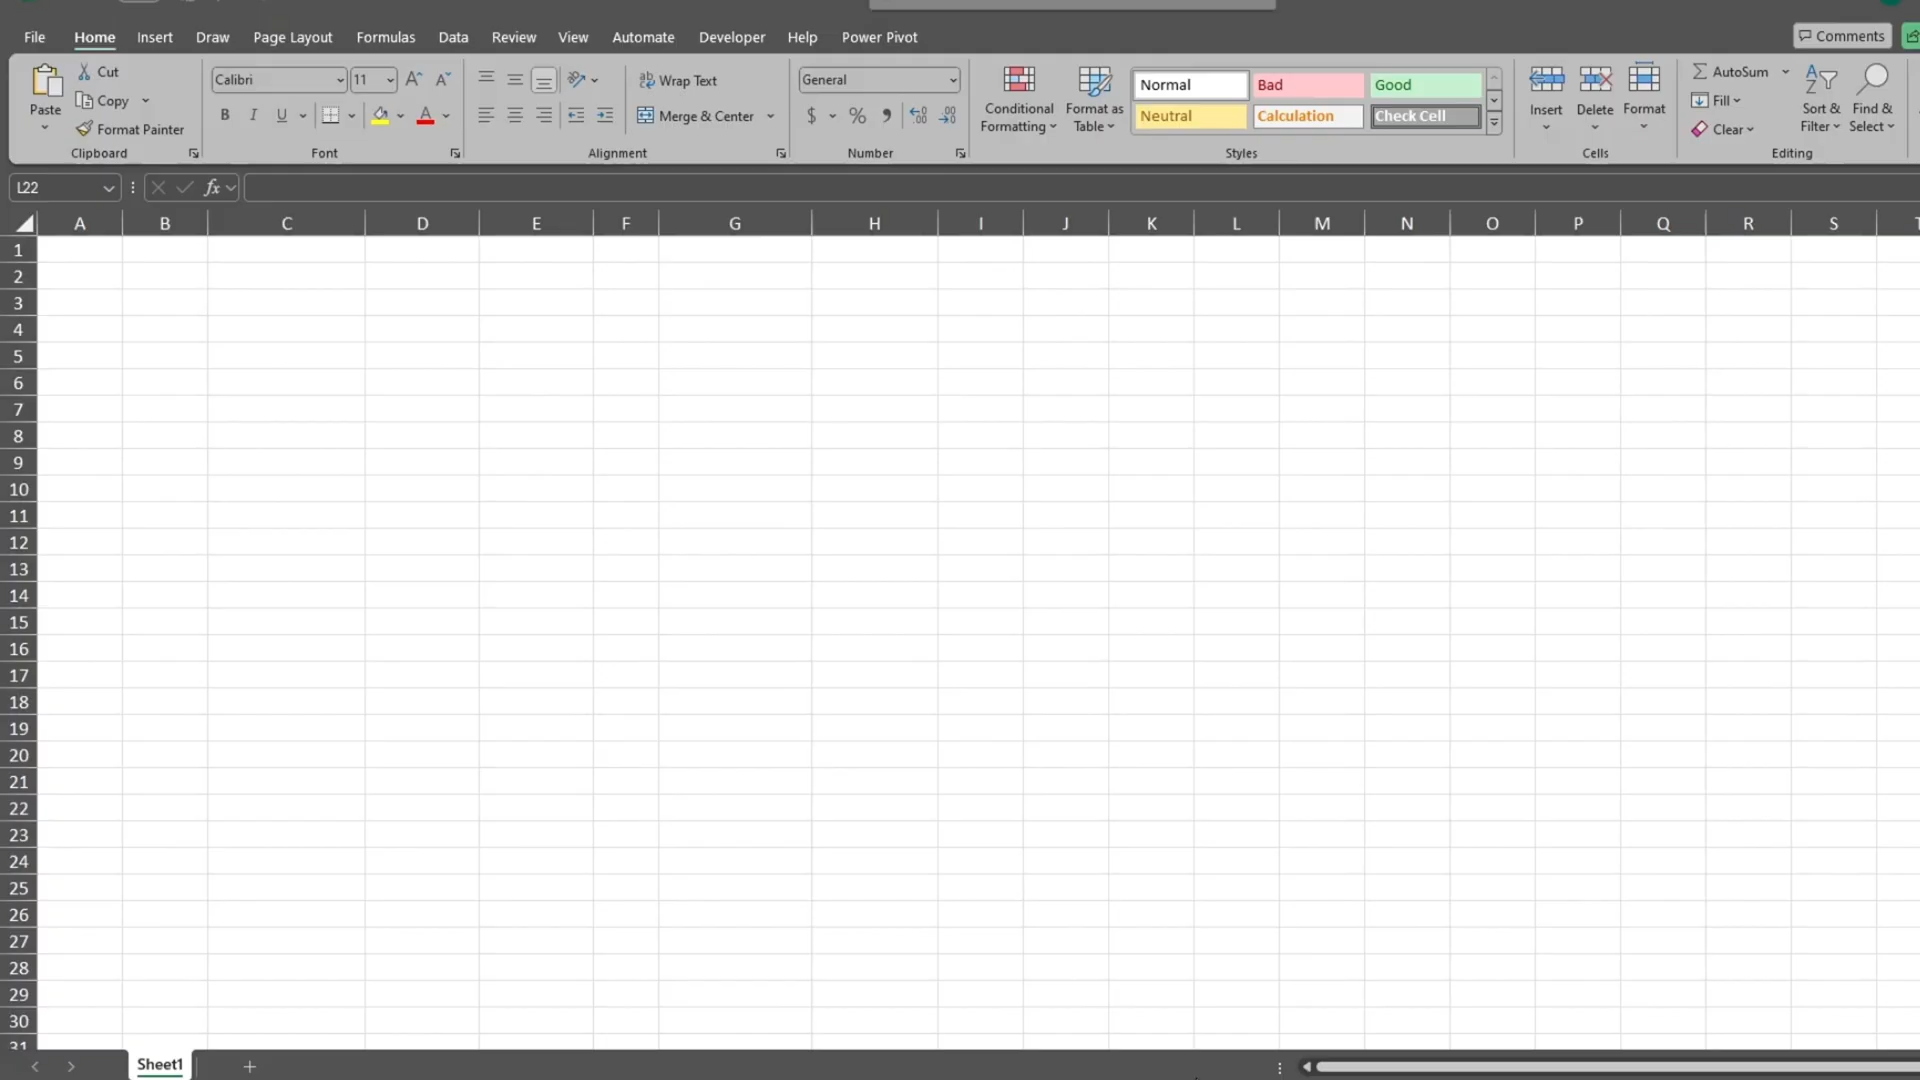 File Home Insert Draw Page Layout Formulas Data Review View Automate Developer Help Power Pivot Comments
Paste
Cut
Copy
Format Painter
Clipboard
Calibri 11
B I U A
Font
Wrap Text
Merge & Center
Alignment
General
$ % ,
Number
Conditional Formatting
Format as Table
Normal Bad Good
Neutral Calculation Check Cell
Styles
Insert Delete Format
Cells
AutoSum
Fill
Clear
Sort & Filter
Find & Select
Editing
L22 fx
A B C D E F G H I J K L M N O P Q R S T
1
2
3
4
5
6
7
8
9
10
11
12
13
14
15
16
17
18
19
20
21
22
23
24
25
26
27
28
29
30
31
Sheet1